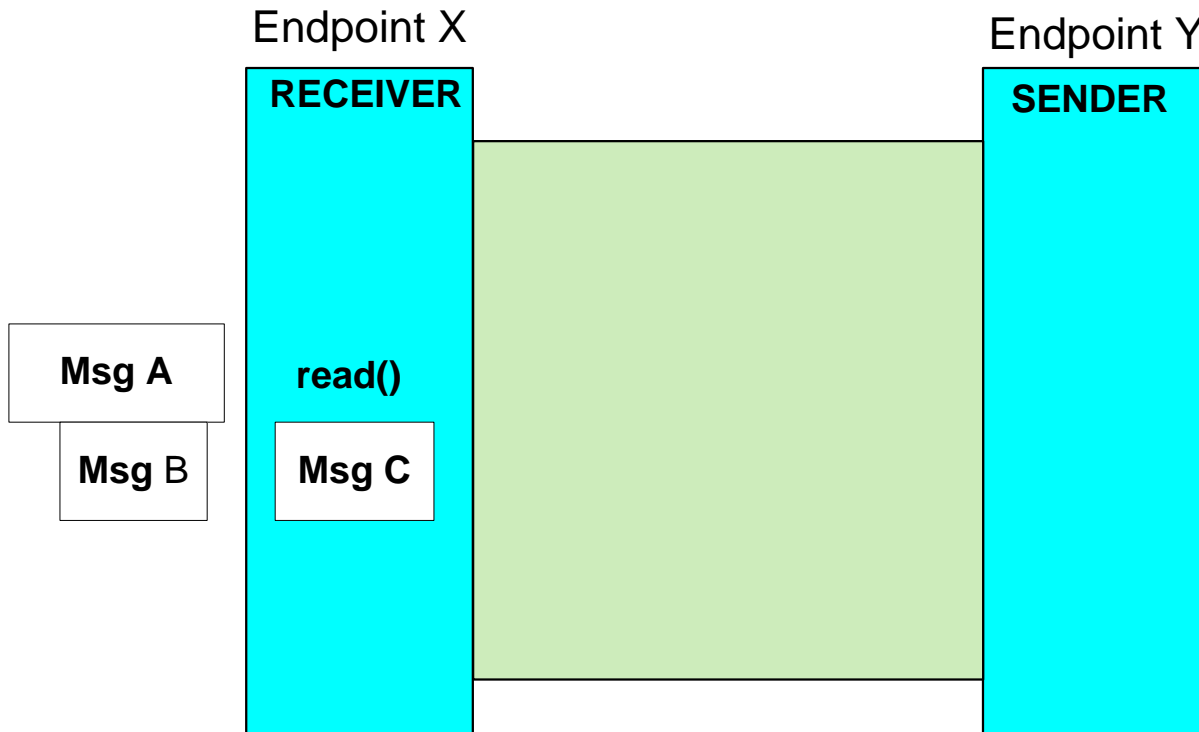 Endpoint X
Endpoint Y
RECEIVER
SENDER
Msg A
read()
Msg B
Msg C